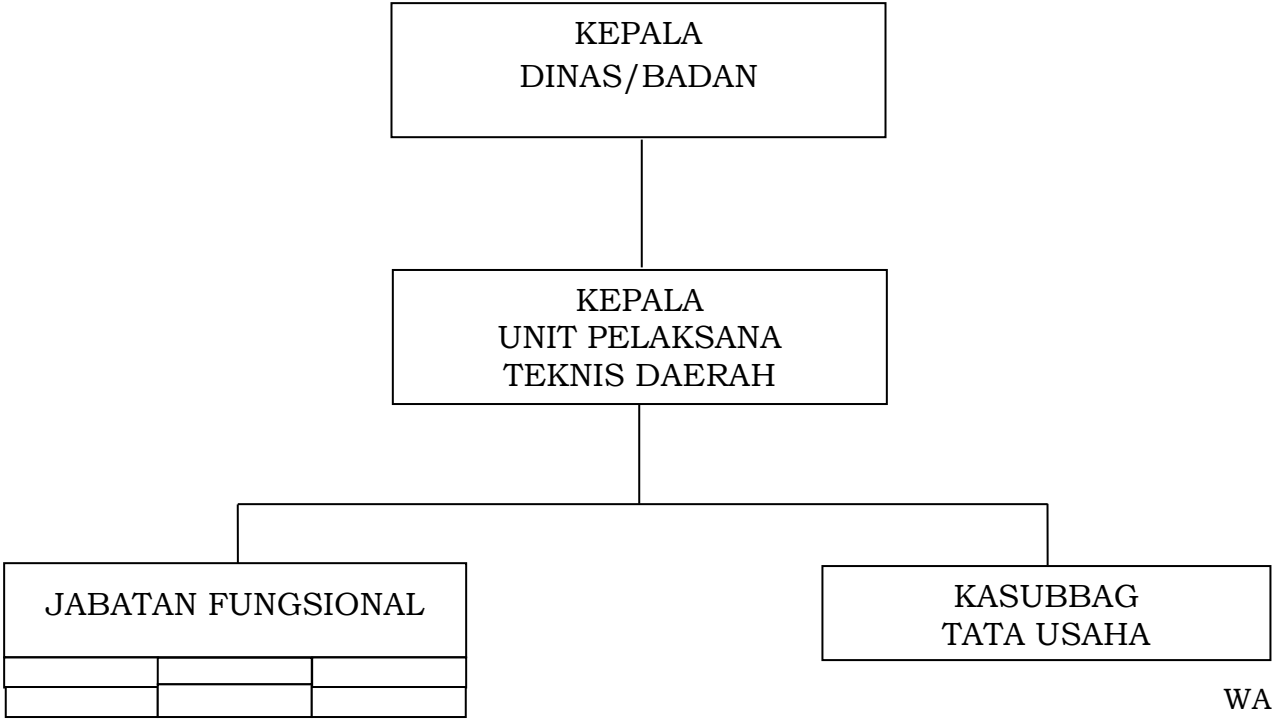 KEPALA
DINAS/BADAN
KEPALA
UNIT PELAKSANA
TEKNIS DAERAH
JABATAN FUNGSIONAL
KASUBBAG
TATA USAHA
WA